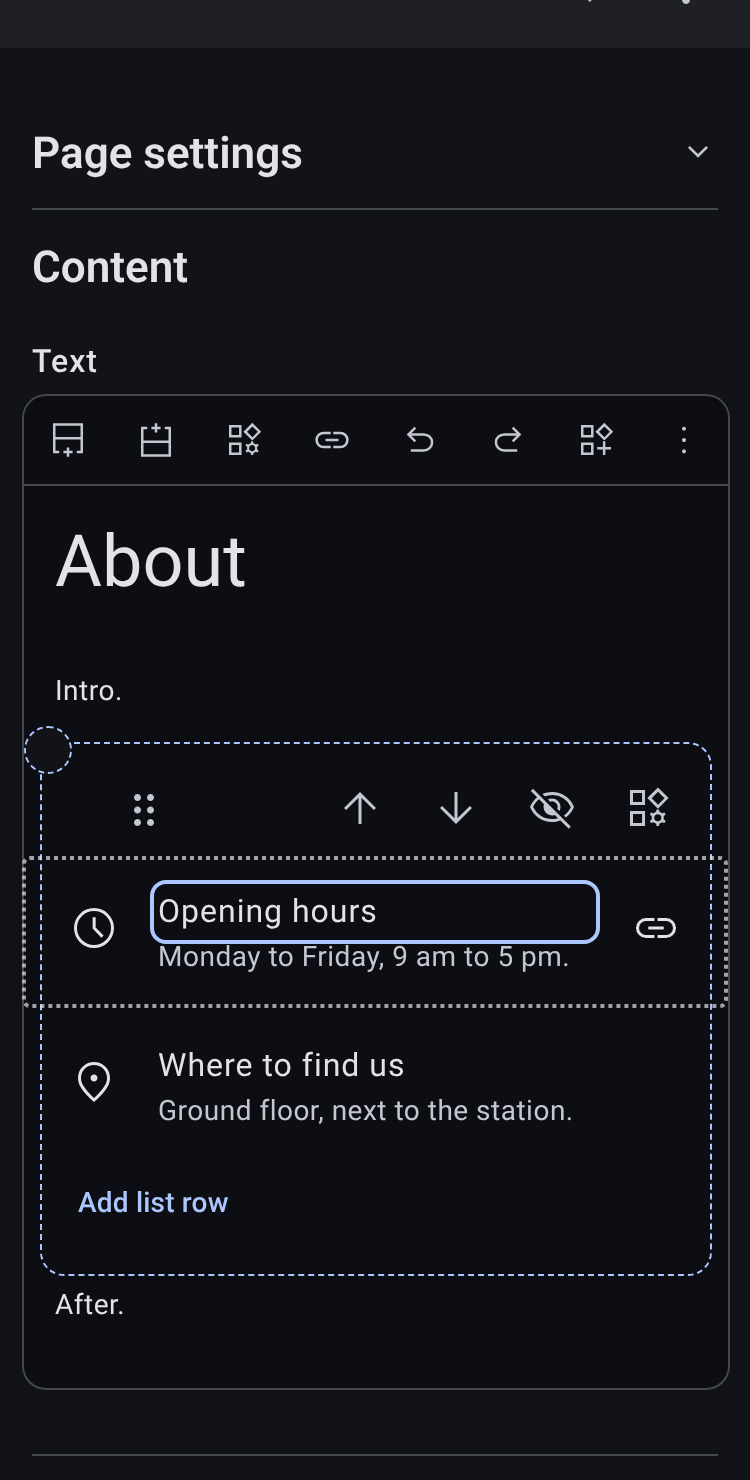 Page settings
Content
Text
About
Intro.
Opening hours
Monday to Friday, 9 am to 5 pm.
Where to find us
Ground floor, next to the station.
Add list row
After.